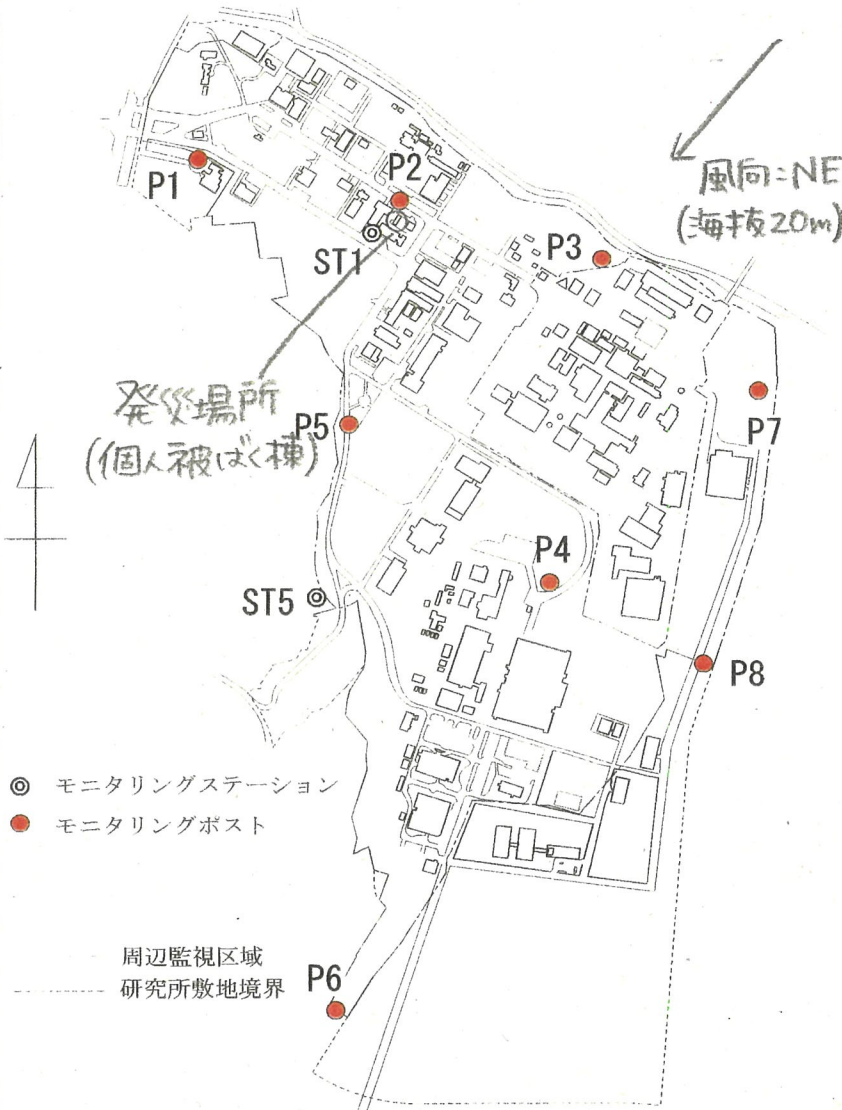 P1
P2
風向:NE
(海抜20m)
ST1
P3
発災場所
(個人被ばく棟)
P5
P7
P4
ST5
P8
モニタリングステーション
モニタリングポスト
周辺監視区域
研究所敷地境界
P6